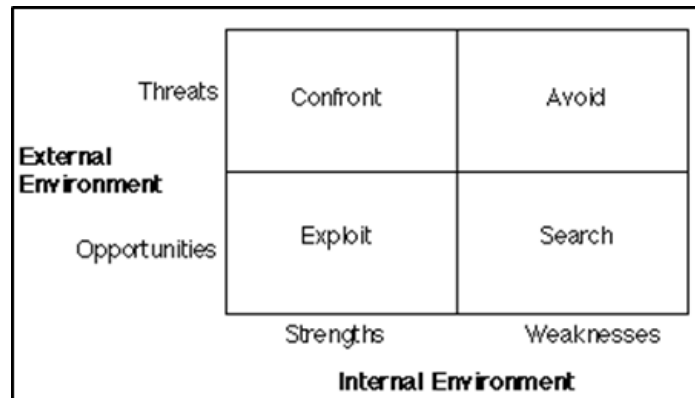 Threats
Confront
Avoid
External
Environment
Opportunities
Exploit
Search
Strengths
Weaknesses
Internal Environment